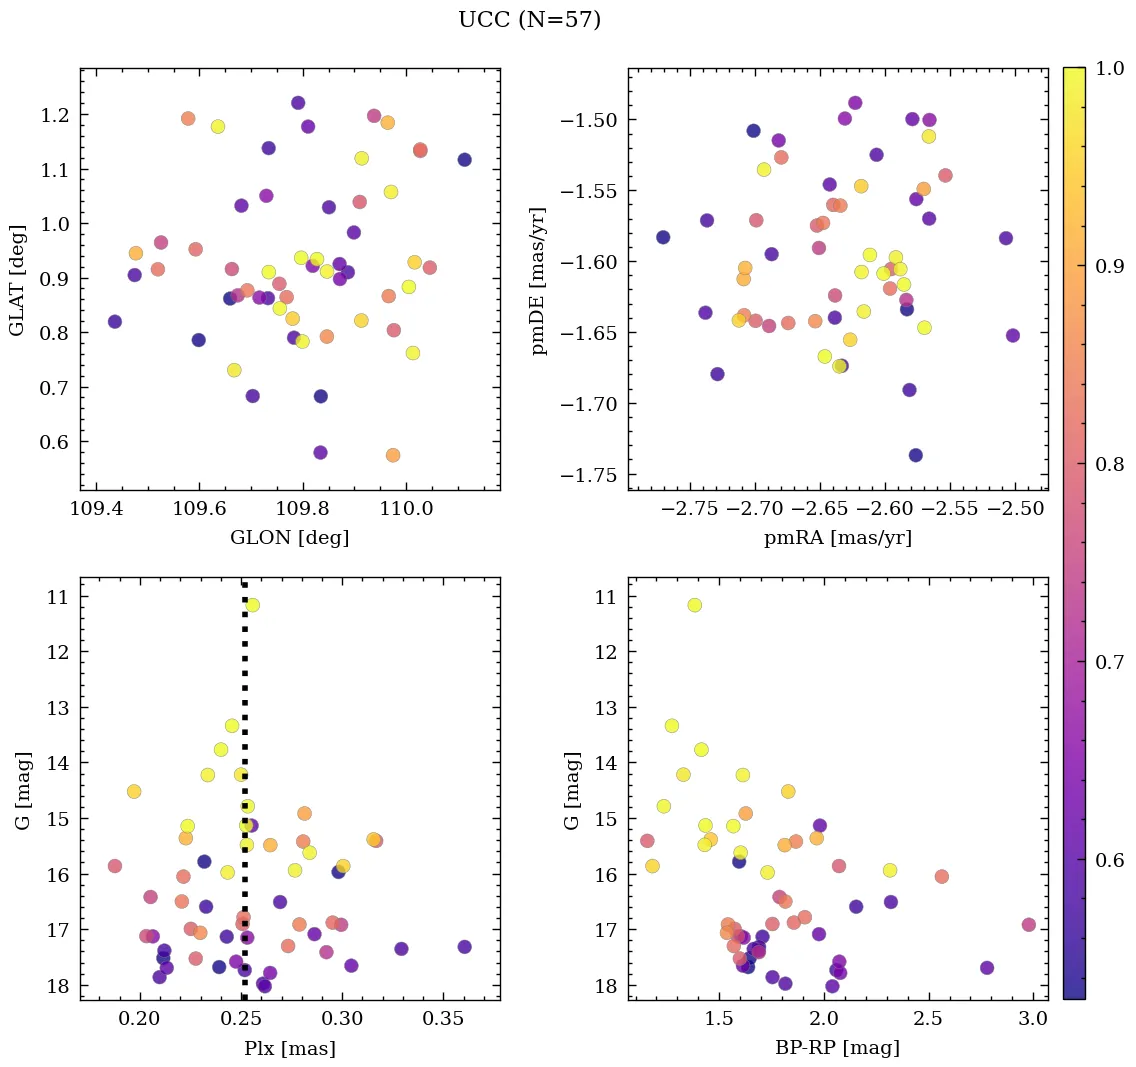 UCC (N=57)
1.2
1.1
1.0
0.9
0.8
0.7
0.6
GLAT [deg]
109.4 109.6 109.8 110.0
GLON [deg]
−1.50
−1.55
−1.60
−1.65
−1.70
−1.75
pmDE [mas/yr]
−2.75 −2.70 −2.65 −2.60 −2.55 −2.50
pmRA [mas/yr]
1.0
0.9
0.8
0.7
0.6
11
12
13
14
15
16
17
18
G [mag]
0.20 0.25 0.30 0.35
Plx [mas]
11
12
13
14
15
16
17
18
G [mag]
1.5 2.0 2.5 3.0
BP-RP [mag]